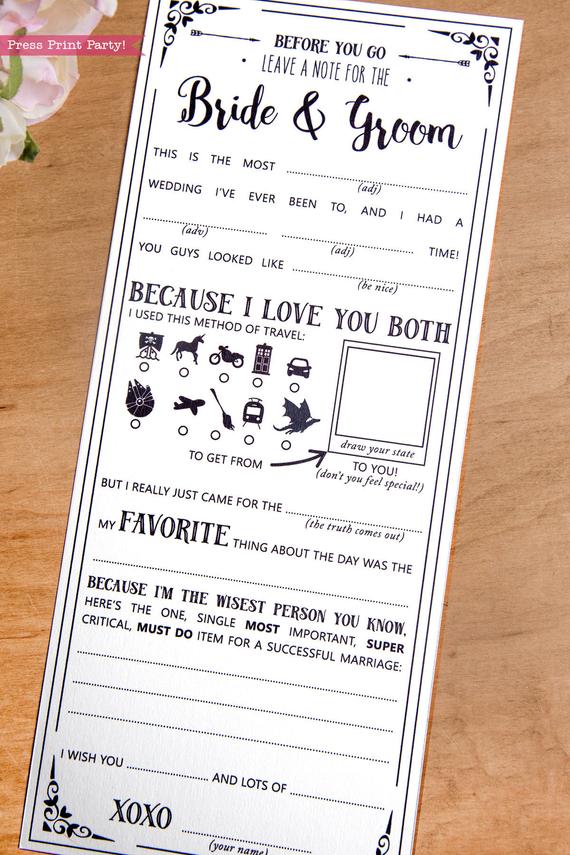 Press Print Party!
BEFORE YOU GO
LEAVE A NOTE FOR THE
Bride & Groom
THIS IS THE MOST
(adj)
WEDDING I'VE EVER BEEN TO, AND I HAD A
TIME!
(adv) (adj)
YOU GUYS LOOKED LIKE
(be nice)
BECAUSE I LOVE YOU BOTH
I USED THIS METHOD OF TRAVEL:
draw your state
TO GET FROM
TO YOU!
(don't you feel special!)
BUT I REALLY JUST CAME FOR THE
(the truth comes out)
MY FAVORITE THING ABOUT THE DAY WAS THE
BECAUSE I'M THE WISEST PERSON YOU KNOW,
HERE'S THE ONE, SINGLE MOST IMPORTANT, SUPER
CRITICAL, MUST DO ITEM FOR A SUCCESSFUL MARRIAGE:
I WISH YOU AND LOTS OF
XOXO
(your name)